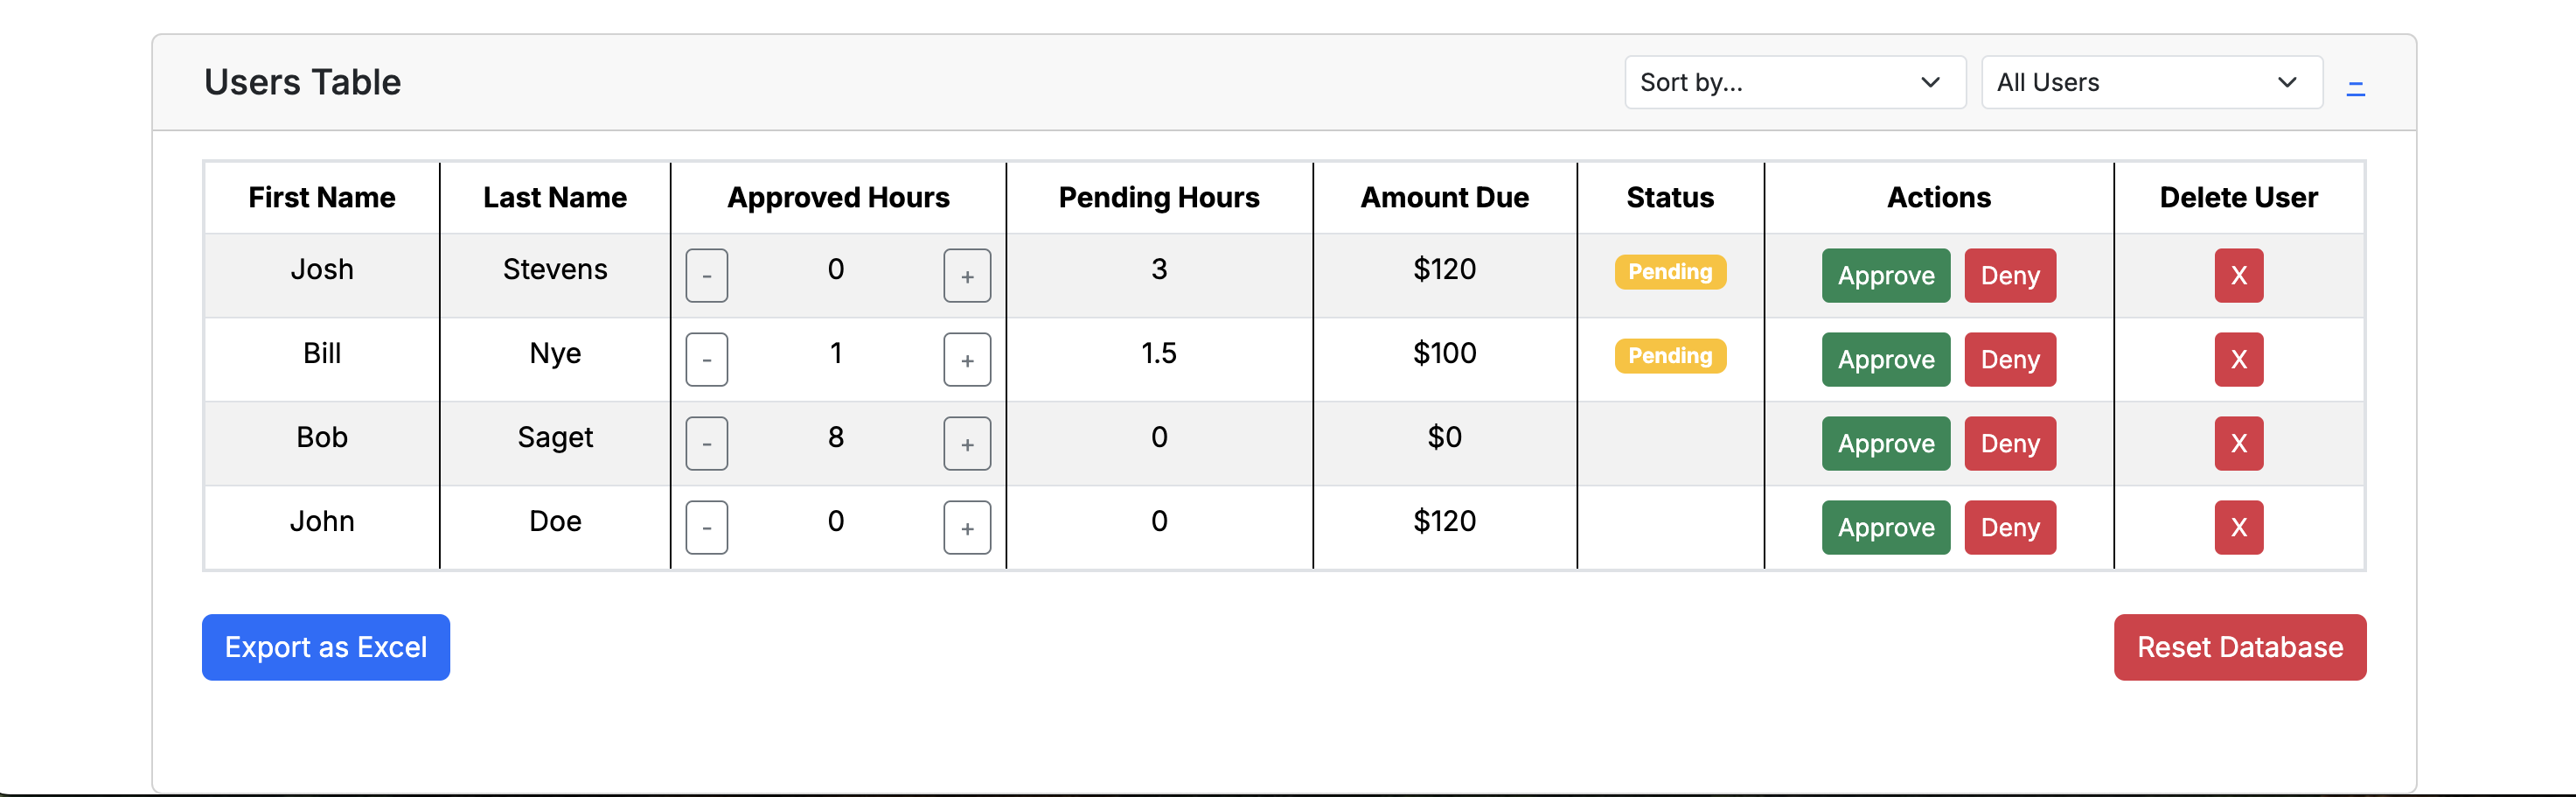 Users Table Sort by... All Users –
First Name Last Name Approved Hours Pending Hours Amount Due Status Actions Delete User
Josh Stevens - 0 + 3 $120 Pending Approve Deny X
Bill Nye - 1 + 1.5 $100 Pending Approve Deny X
Bob Saget - 8 + 0 $0 Approve Deny X
John Doe - 0 + 0 $120 Approve Deny X
Export as Excel Reset Database